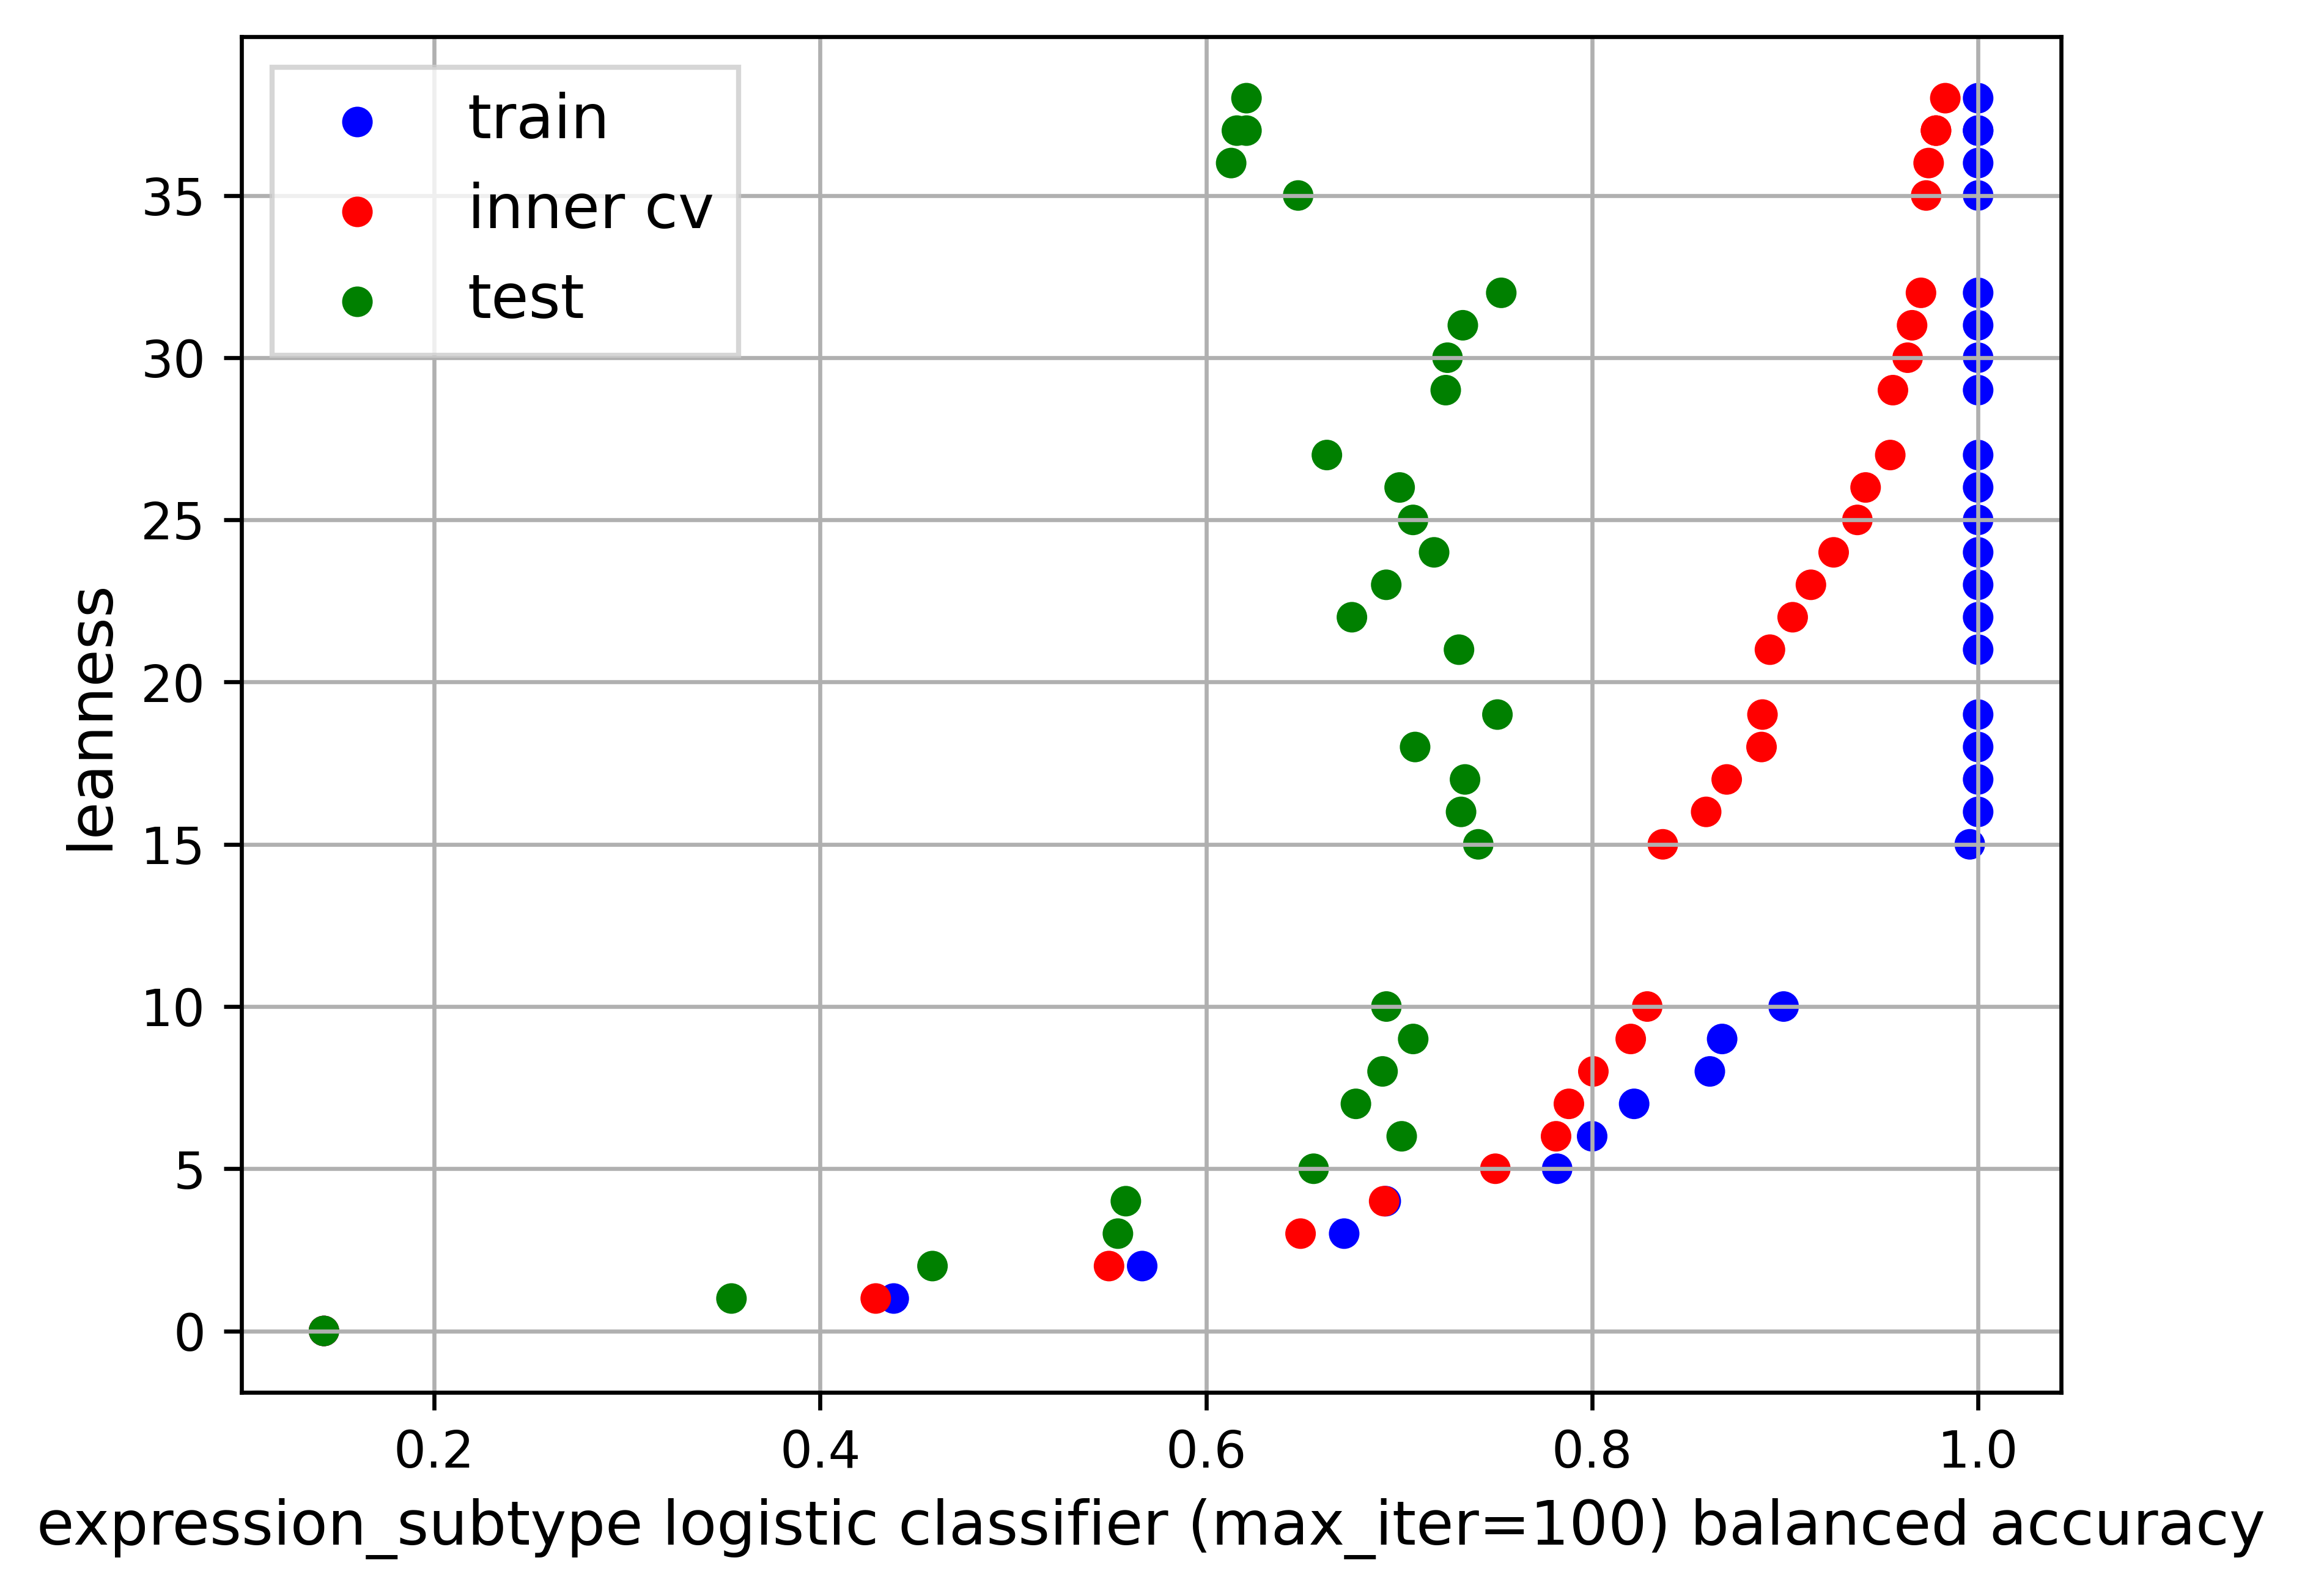 train
inner cv
test
35
30
25
20
15
10
5
0
leanness
0.2 0.4 0.6 0.8 1.0
expression_subtype logistic classifier (max_iter=100) balanced accuracy